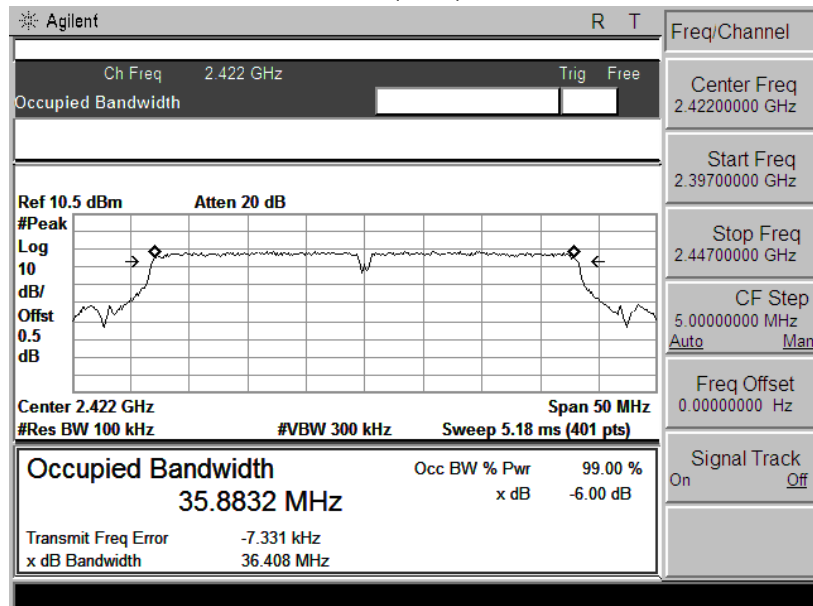 Agilent R T
Ch Freq 2.422 GHz Trig Free
Occupied Bandwidth
Ref 10.5 dBm Atten 20 dB
#Peak
Log
10
dB/
Offst
0.5
dB
Center 2.422 GHz Span 50 MHz
#Res BW 100 kHz #VBW 300 kHz Sweep 5.18 ms (401 pts)
Occupied Bandwidth Occ BW % Pwr 99.00 %
35.8832 MHz x dB -6.00 dB
Transmit Freq Error -7.331 kHz
x dB Bandwidth 36.408 MHz
Freq/Channel
Center Freq
2.42200000 GHz
Start Freq
2.39700000 GHz
Stop Freq
2.44700000 GHz
CF Step
5.00000000 MHz
Auto Man
Freq Offset
0.00000000 Hz
Signal Track
On Off